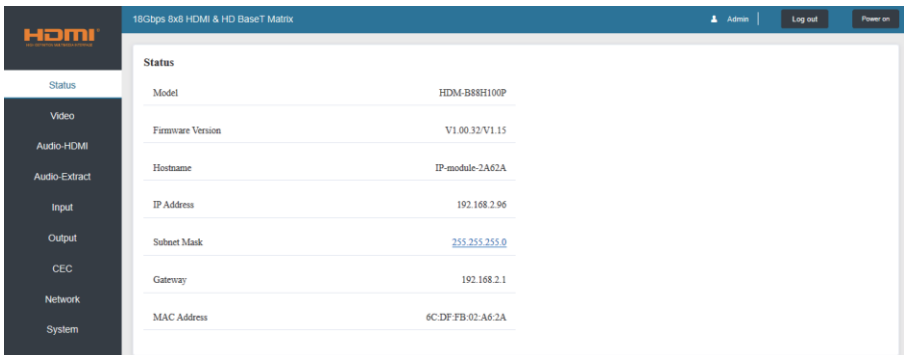 18Gbps 8x8 HDMI & HD BaseT Matrix
Admin
Log out
Power on
HDMI
Status
Video
Audio-HDMI
Audio-Extract
Input
Output
CEC
Network
System
Status
Model HDM-B88H100P
Firmware Version V1.00.32/V1.15
Hostname IP-module-2A62A
IP Address 192.168.2.96
Subnet Mask 255.255.255.0
Gateway 192.168.2.1
MAC Address 6C:DF:FB:02:A6:2A